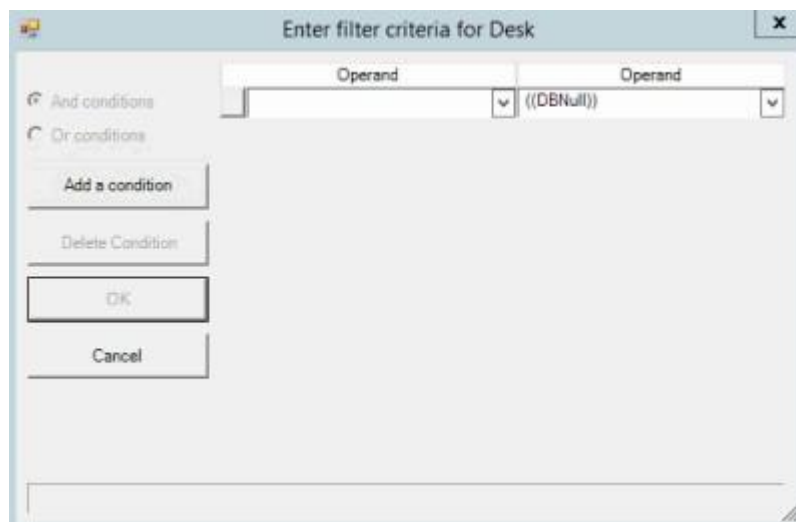 Enter filter criteria for Desk
x
Operand Operand
And conditions
((DBNull))
Or conditions
Add a condition
Delete Condition
OK
Cancel